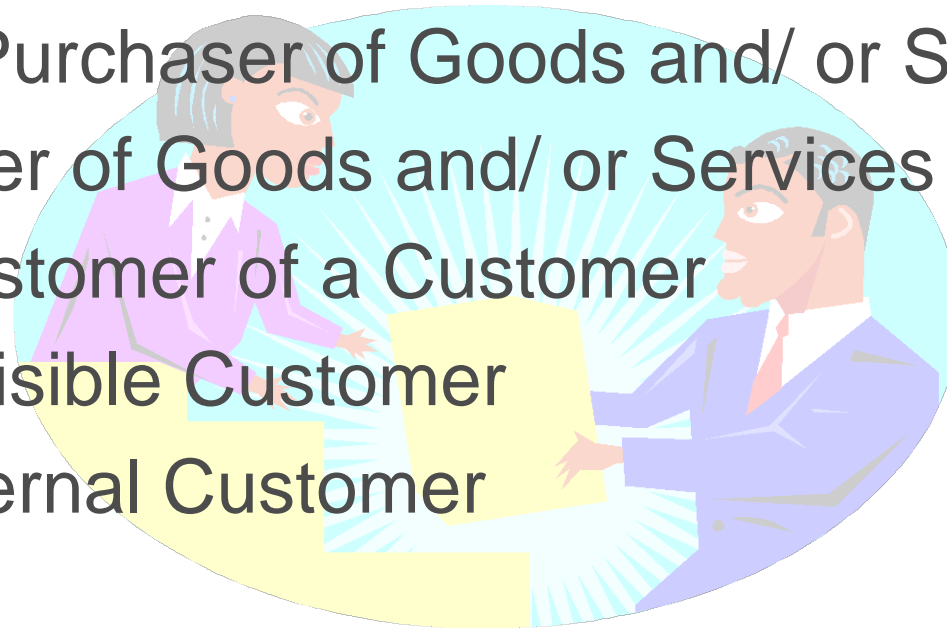 Purchaser of Goods and/ or S
er of Goods and/ or Services
stomer of a Customer
isible Customer
ernal Customer